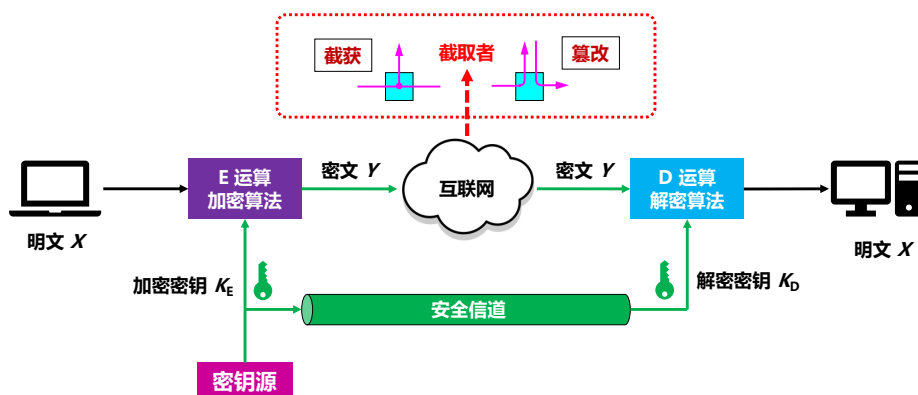 截获
截取者
篡改
E 运算
加密算法
密文 Y
互联网
密文 Y
D 运算
解密算法
明文 X
明文 X
加密密钥 KE
解密密钥 KD
安全信道
密钥源